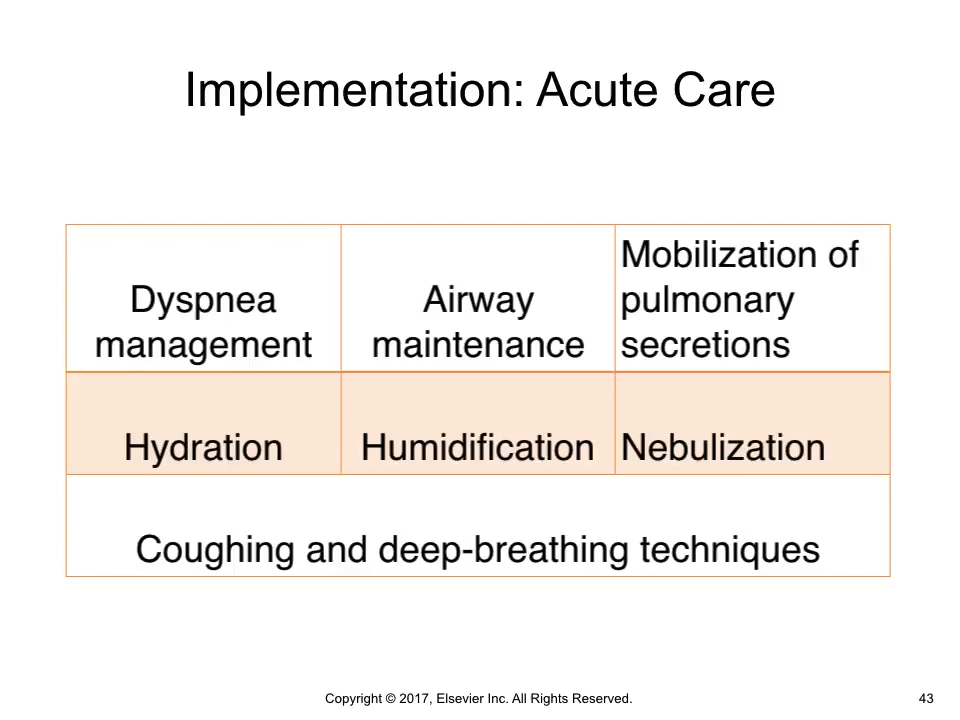 Implementation: Acute Care
Dyspnea
management
Airway
maintenance
Mobilization of
pulmonary
secretions
Hydration
Humidification
Nebulization
Coughing and deep-breathing techniques
Copyright © 2017, Elsevier Inc. All Rights Reserved.
43